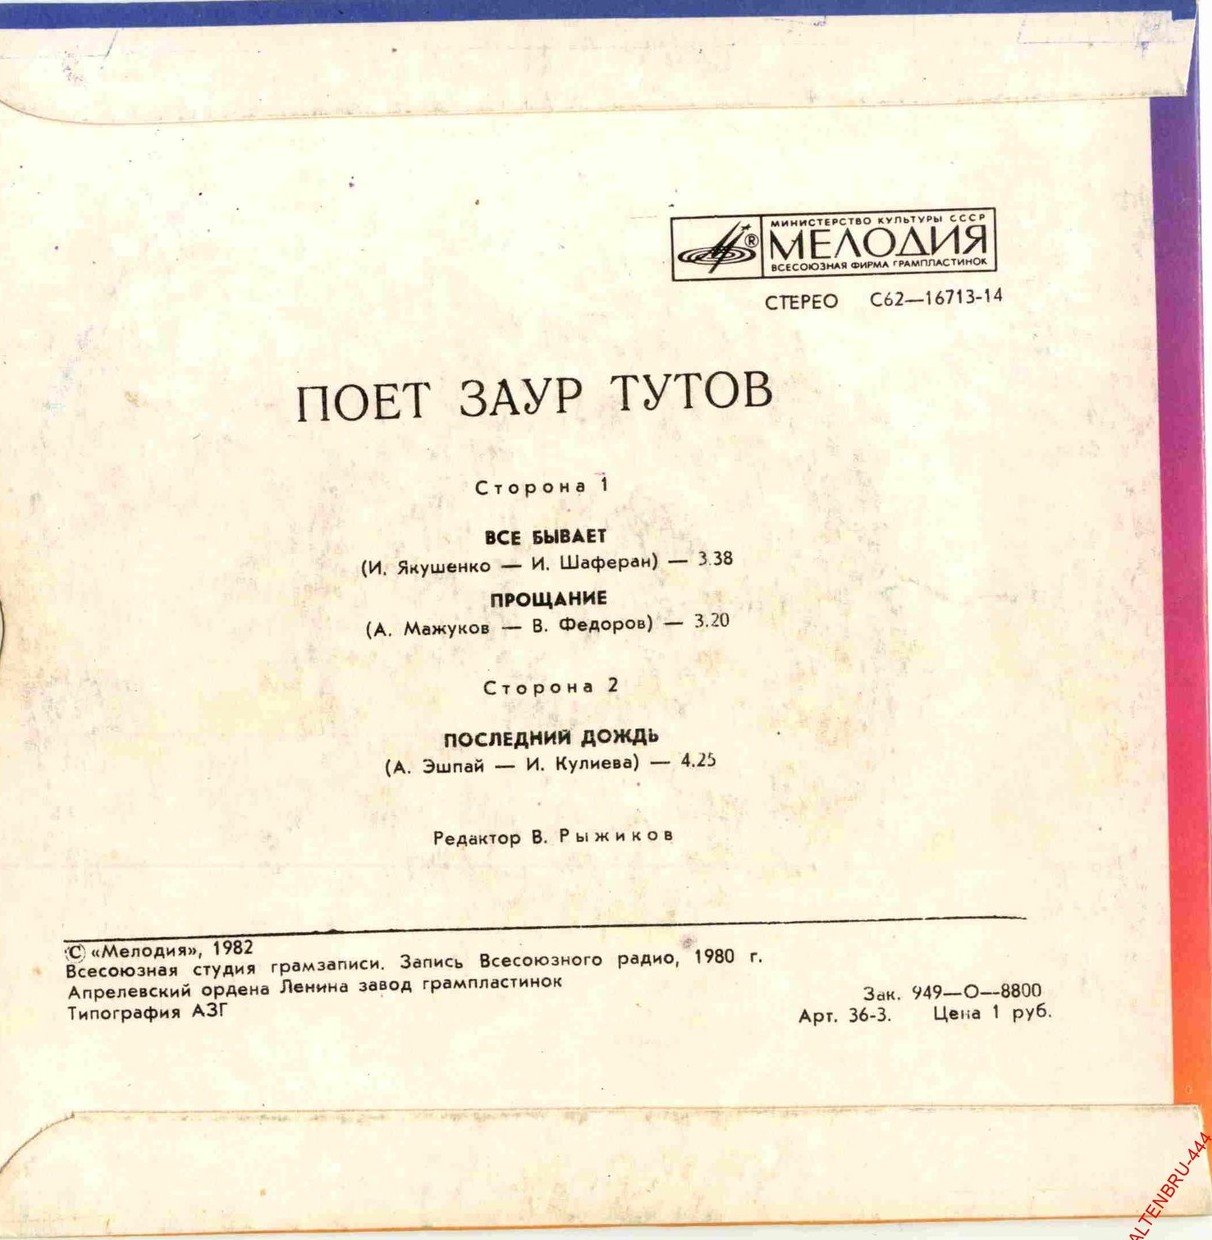 МИНИСТЕРСТВО КУЛЬТУРЫ СССР
® МЕЛОДИЯ
ВСЕСОЮЗНАЯ ФИРМА ГРАМПЛАСТИНОК
СТЕРЕО С62—16713-14
ПОЕТ ЗАУР ТУТОВ
Сторона 1
ВСЕ БЫВАЕТ
(И. Якушенко — И. Шаферан) — 3.38
ПРОЩАНИЕ
(А. Мажуков — В. Федоров) — 3.20
Сторона 2
ПОСЛЕДНИЙ ДОЖДЬ
(А. Эшпай — И. Кулиева) — 4.25
Редактор В. Рыжиков
© «Мелодия», 1982
Всесоюзная студия грамзаписи. Запись Всесоюзного радио, 1980 г.
Апрелевский ордена Ленина завод грампластинок
Типография АЗГ
Зак. 949—О—8800
Арт. 36-3. Цена 1 руб.
ALTENBRU-444